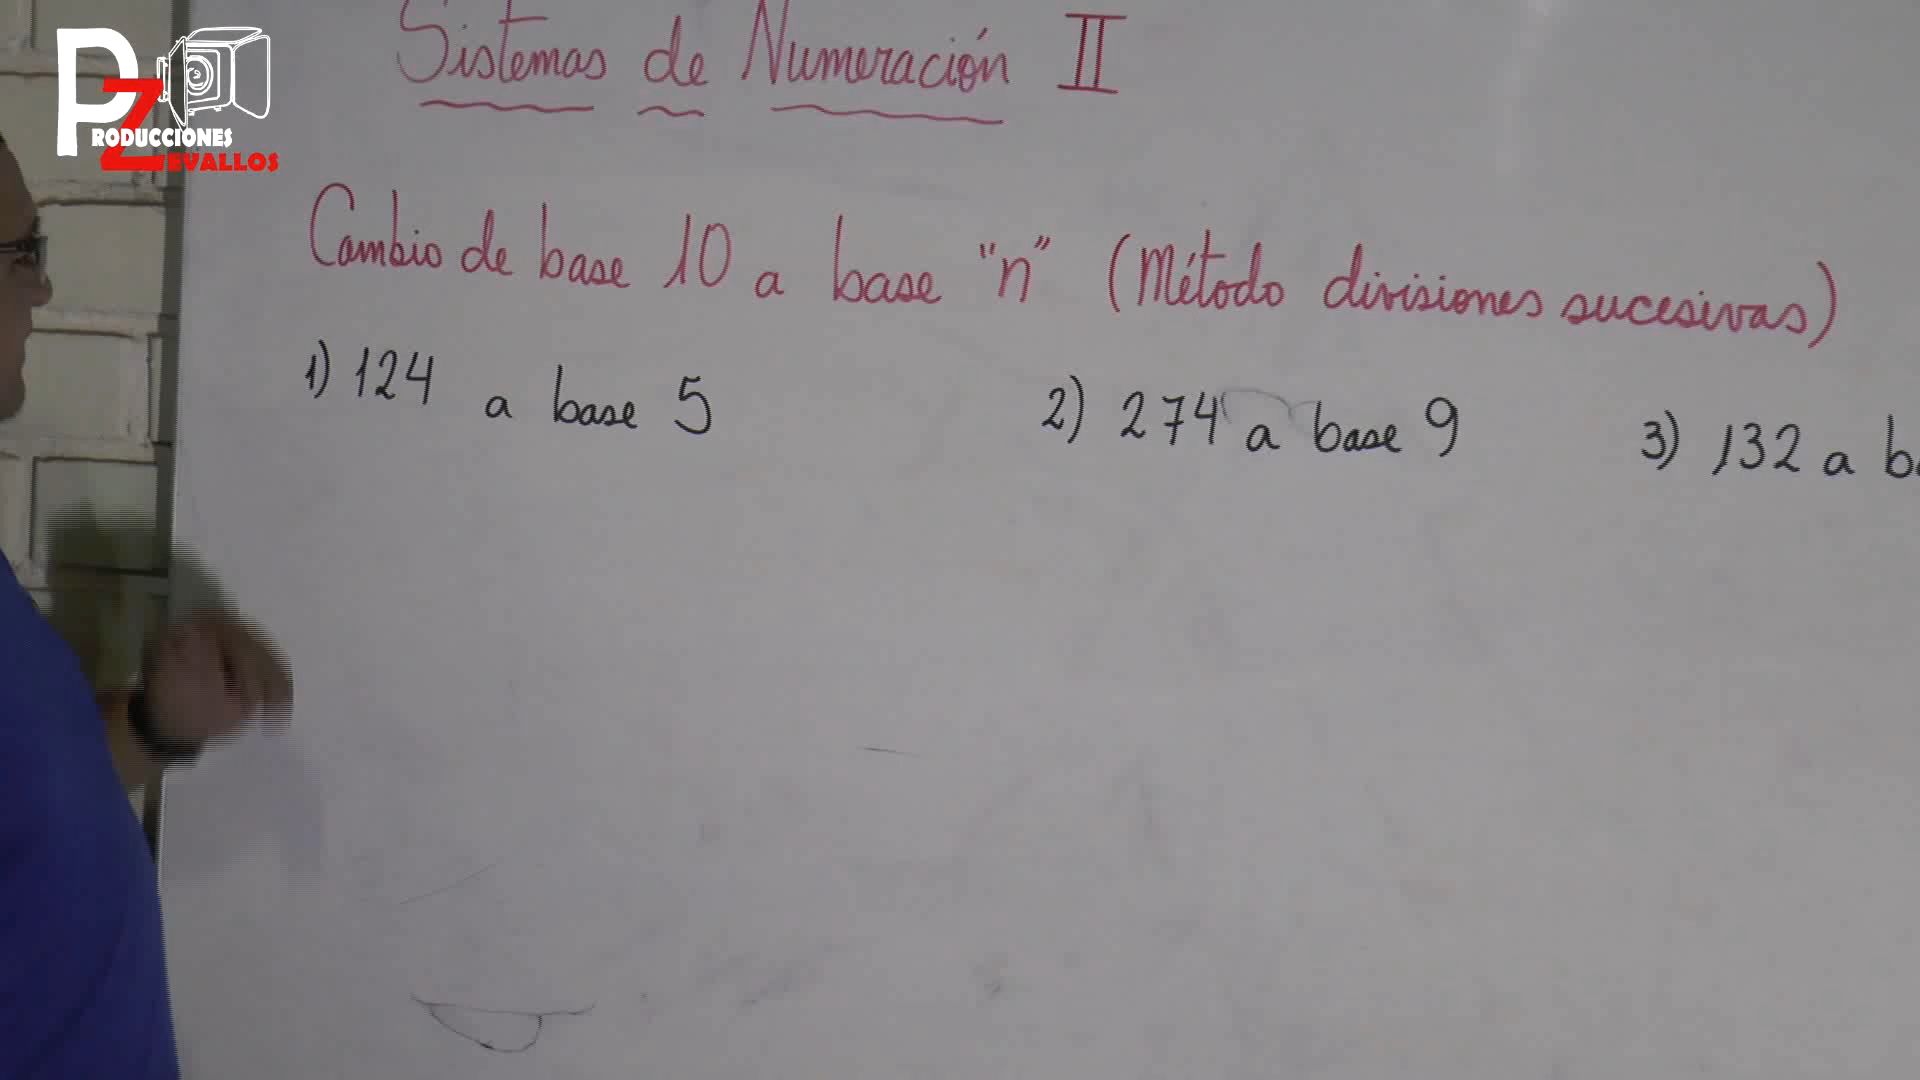 PRODUCCIONES
ZEVALLOS
Sistemas de Numeración II
Cambio de base 10 a base "n" (Método divisiones sucesivas)
1) 124 a base 5
2) 274 a base 9
3) 132 a